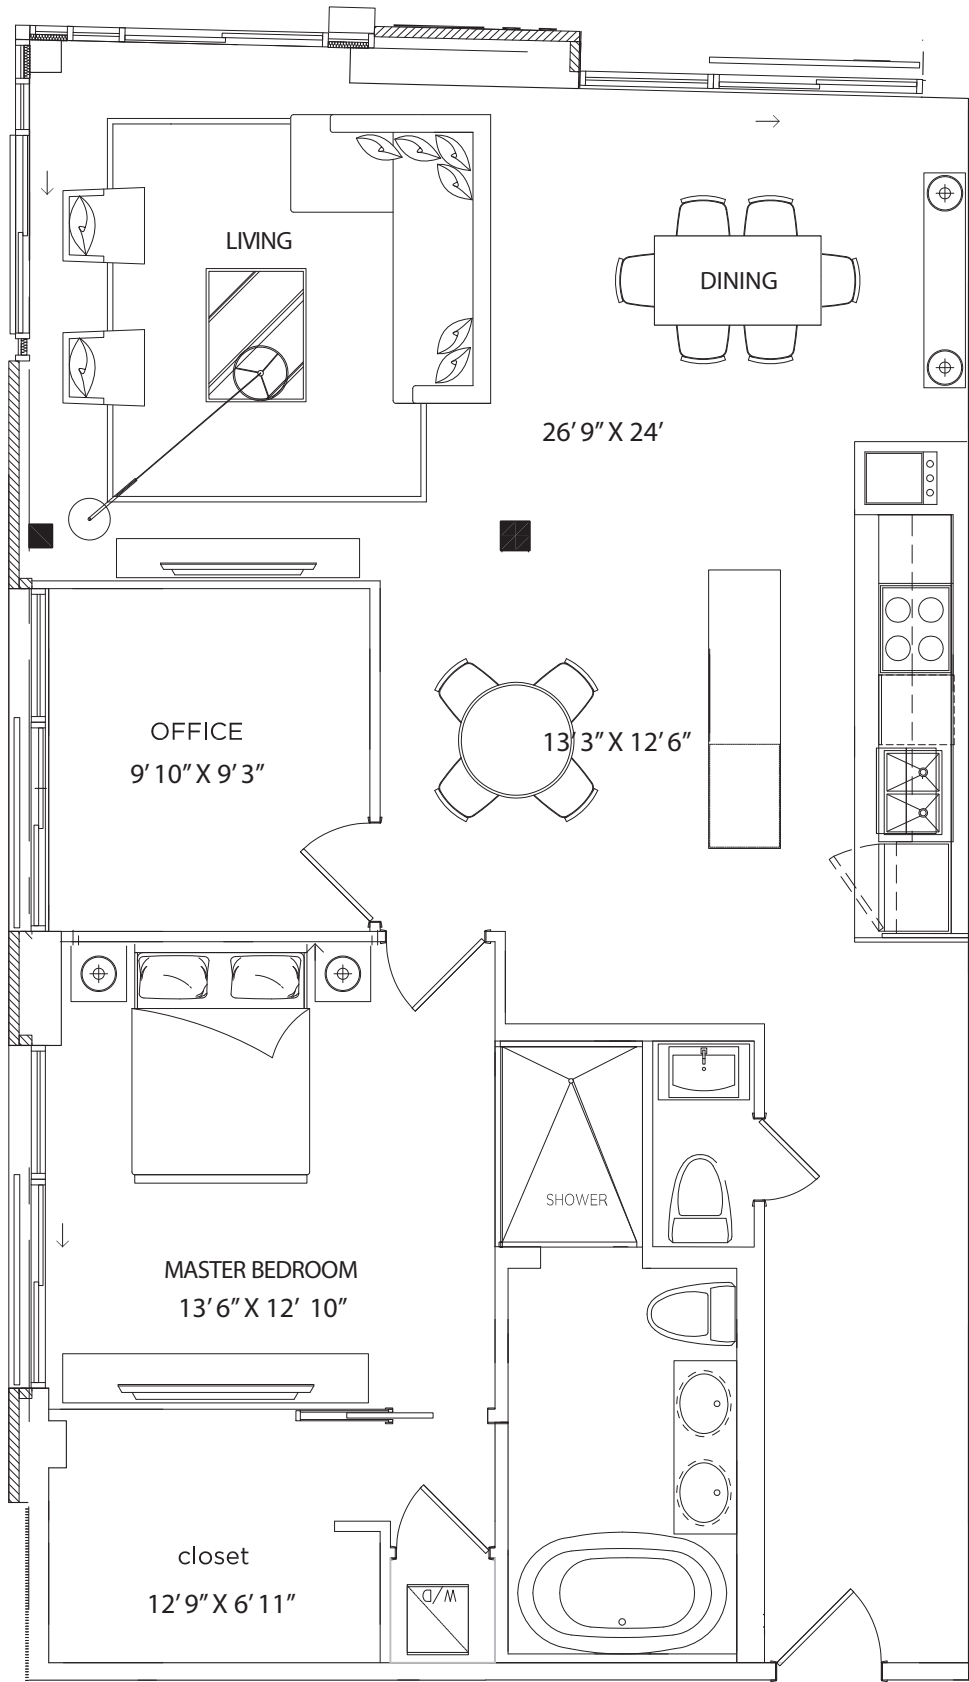 LIVING
DINING
26' 9" X 24'
OFFICE
9' 10" X 9' 3"
13' 3" X 12' 6"
SHOWER
MASTER BEDROOM
13' 6" X 12' 10"
closet
12' 9" X 6' 11"
W/D